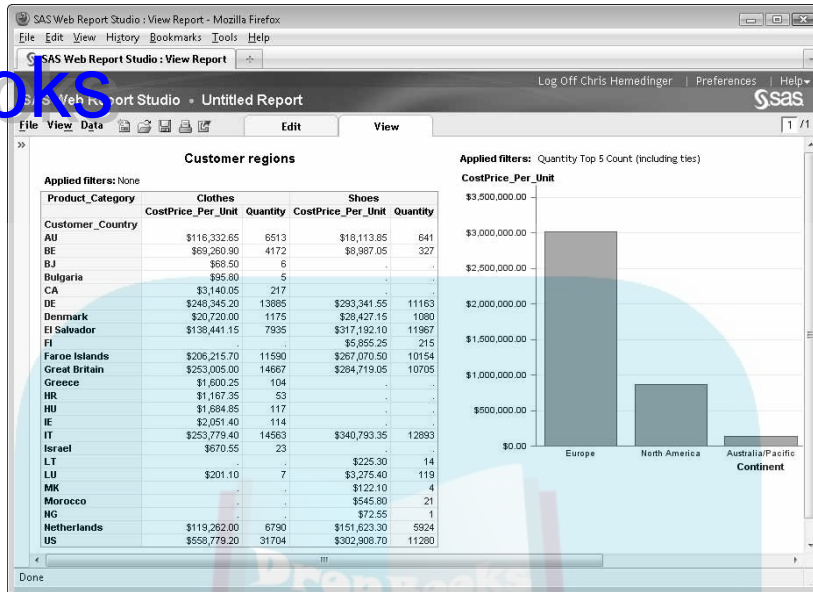 SAS Web Report Studio : View Report - Mozilla Firefox
File Edit View History Bookmarks Tools Help
SAS Web Report Studio : View Report
Log Off Chris Hemedinger | Preferences | Help
oks
SAS Web Report Studio • Untitled Report
sas
File View Data Edit View 1 /1
Customer regions
Applied filters: None
Product_Category Clothes Shoes
CostPrice_Per_Unit Quantity CostPrice_Per_Unit Quantity
Customer_Country
AU $116,332.65 6513 $18,113.85 641
BE $69,260.90 4172 $8,987.05 327
BJ $68.50 6 . .
Bulgaria $95.80 5 . .
CA $3,140.05 217 . .
DE $248,345.20 13885 $293,341.55 11163
Denmark $20,720.00 1175 $28,427.15 1080
El Salvador $138,441.15 7935 $317,192.10 11967
FI . . $5,855.25 215
Faroe Islands $206,215.70 11590 $267,070.50 10154
Great Britain $253,005.00 14667 $284,719.05 10705
Greece $1,600.25 104 . .
HR $1,167.35 53 . .
HU $1,684.85 117 . .
IE $2,051.40 114 . .
IT $253,779.40 14563 $340,793.35 12893
Israel $670.55 23 . .
LT . . $225.30 14
LU $201.10 7 $3,275.40 119
MK . . $122.10 4
Morocco . . $545.80 21
NG . . $72.55 1
Netherlands $119,262.00 6790 $151,623.30 5924
US $558,779.20 31704 $302,908.70 11280
Applied filters: Quantity Top 5 Count (including ties)
CostPrice_Per_Unit
$3,500,000.00
$3,000,000.00
$2,500,000.00
$2,000,000.00
$1,500,000.00
$1,000,000.00
$500,000.00
$0.00
Europe North America Australia/Pacific
Continent
Done